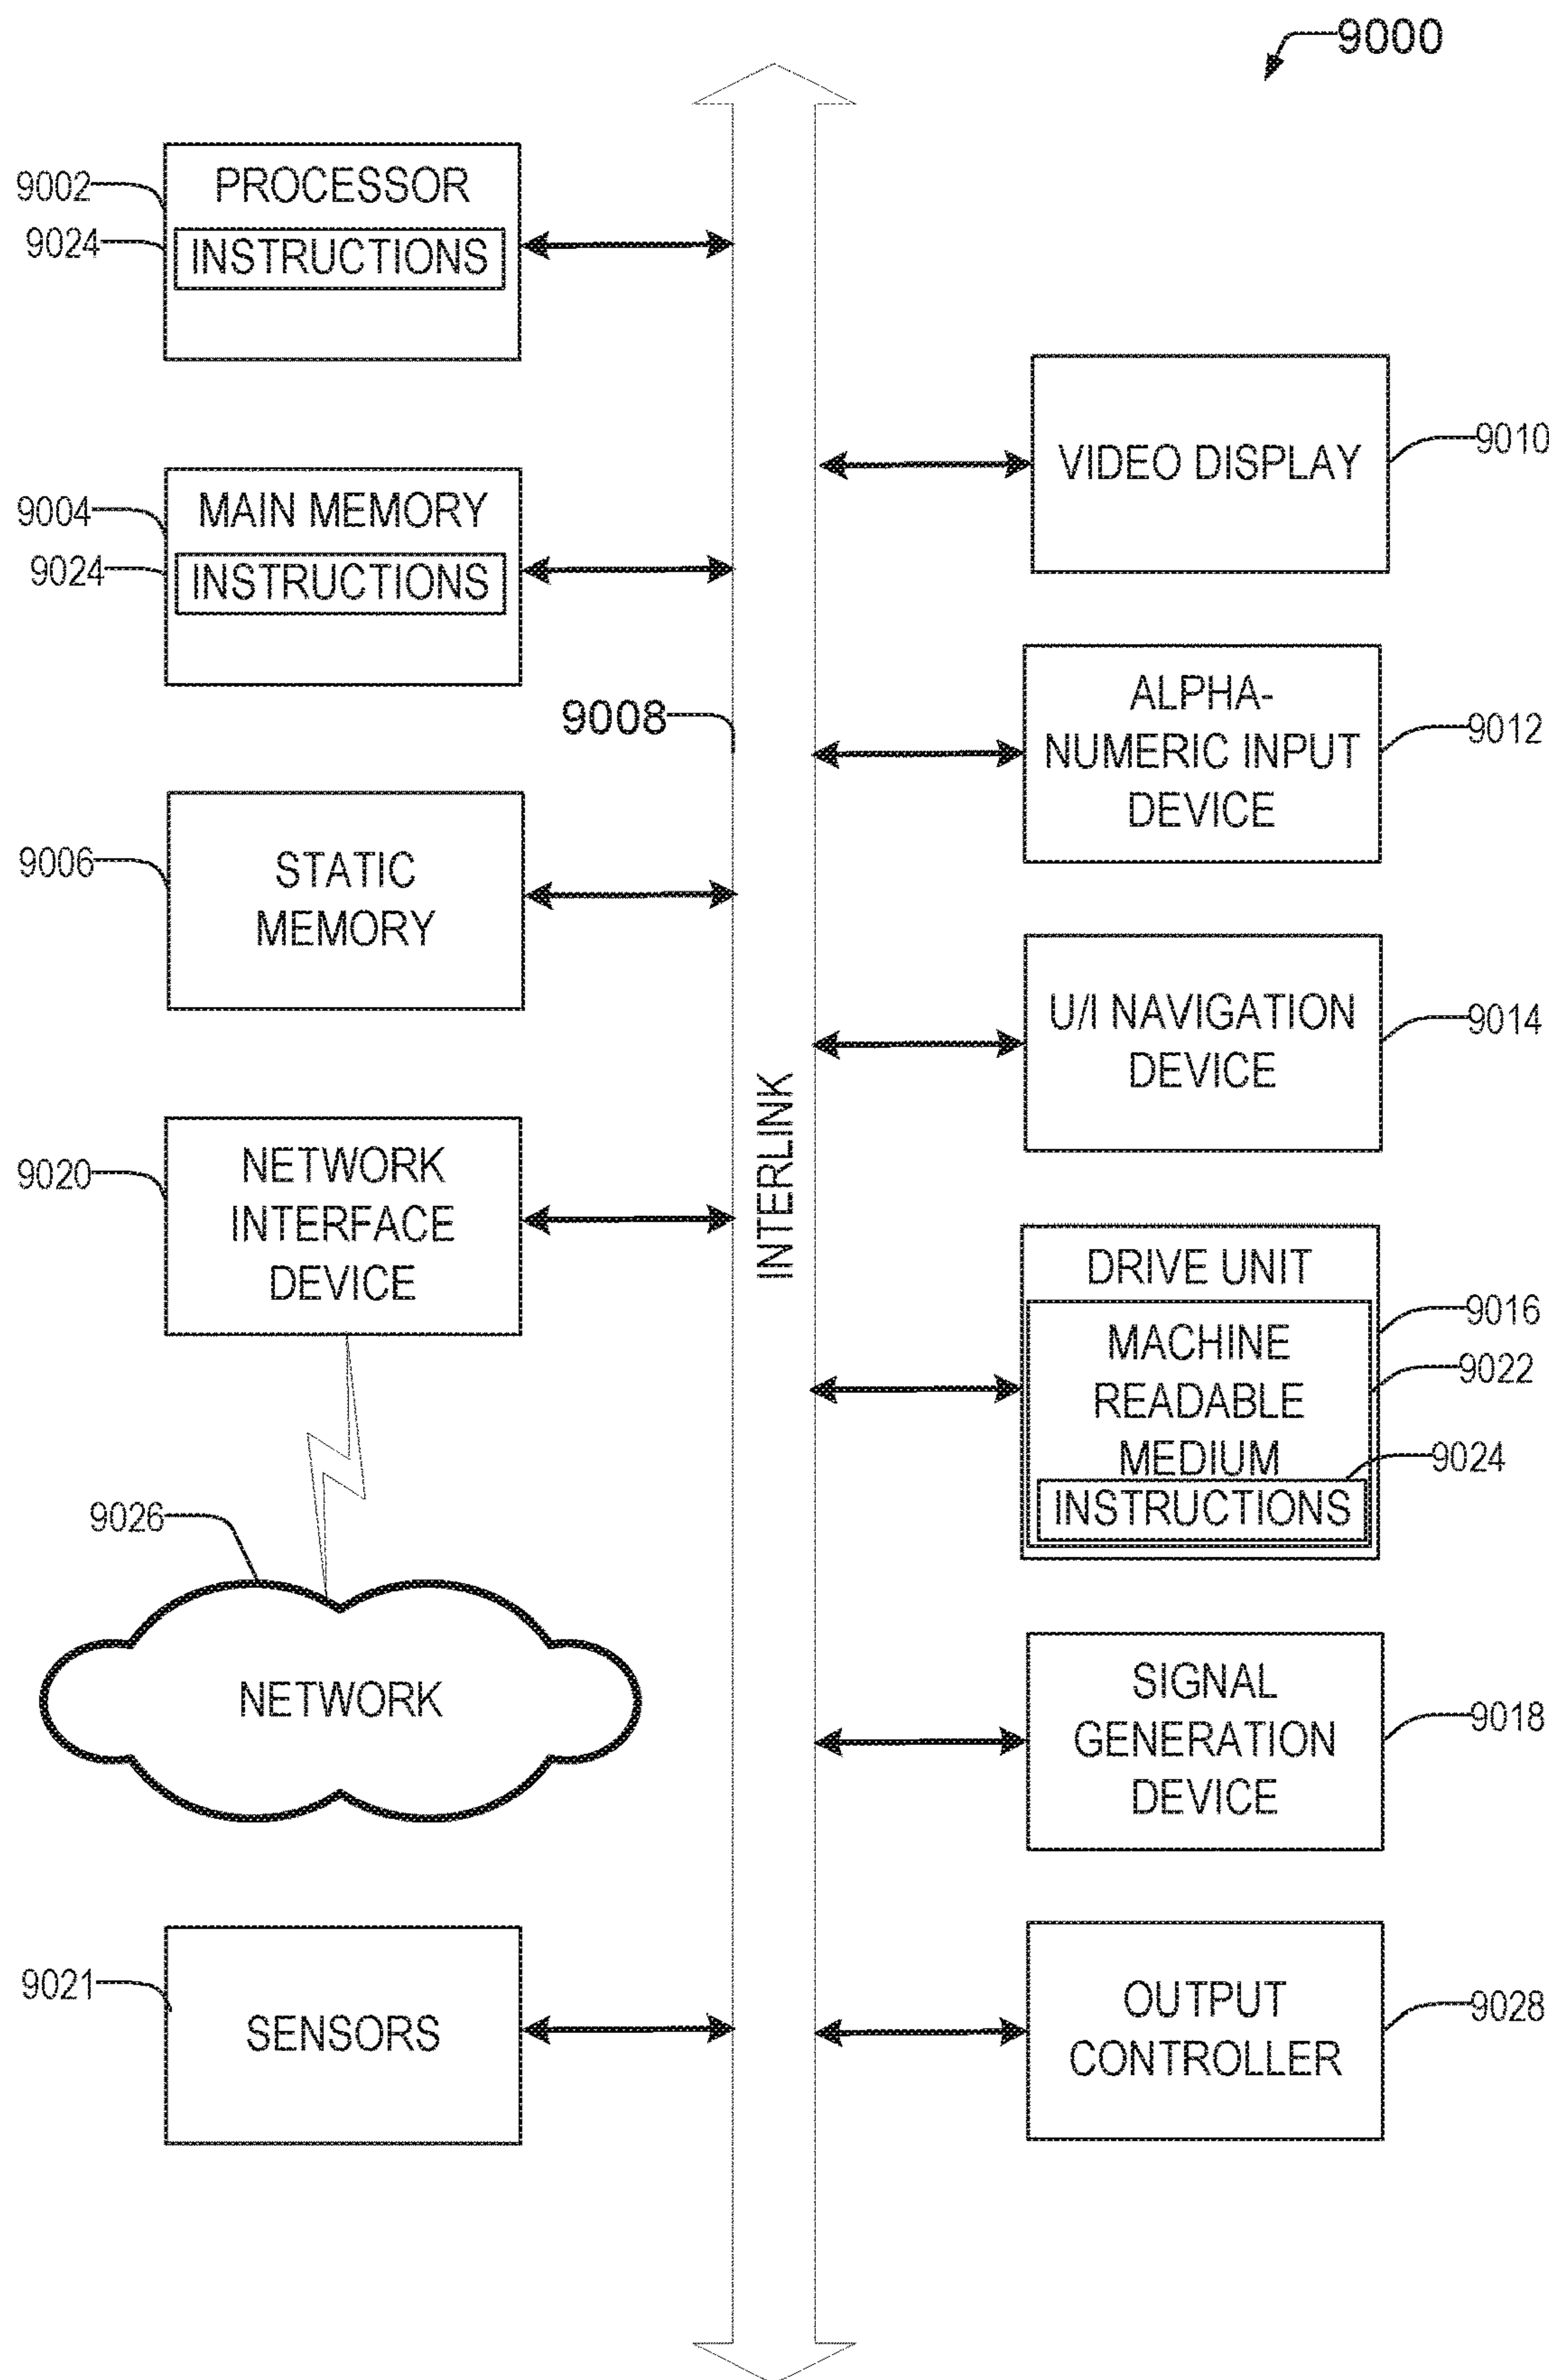 9000
9002
PROCESSOR
9024
INSTRUCTIONS
9004
MAIN MEMORY
9024
INSTRUCTIONS
9008
9006
STATIC
MEMORY
9020
NETWORK
INTERFACE
DEVICE
9026
NETWORK
9021
SENSORS
INTERLINK
VIDEO DISPLAY
9010
ALPHA-
NUMERIC INPUT
DEVICE
9012
U/I NAVIGATION
DEVICE
9014
DRIVE UNIT
9016
MACHINE
READABLE
MEDIUM
9022
9024
INSTRUCTIONS
SIGNAL
GENERATION
DEVICE
9018
OUTPUT
CONTROLLER
9028